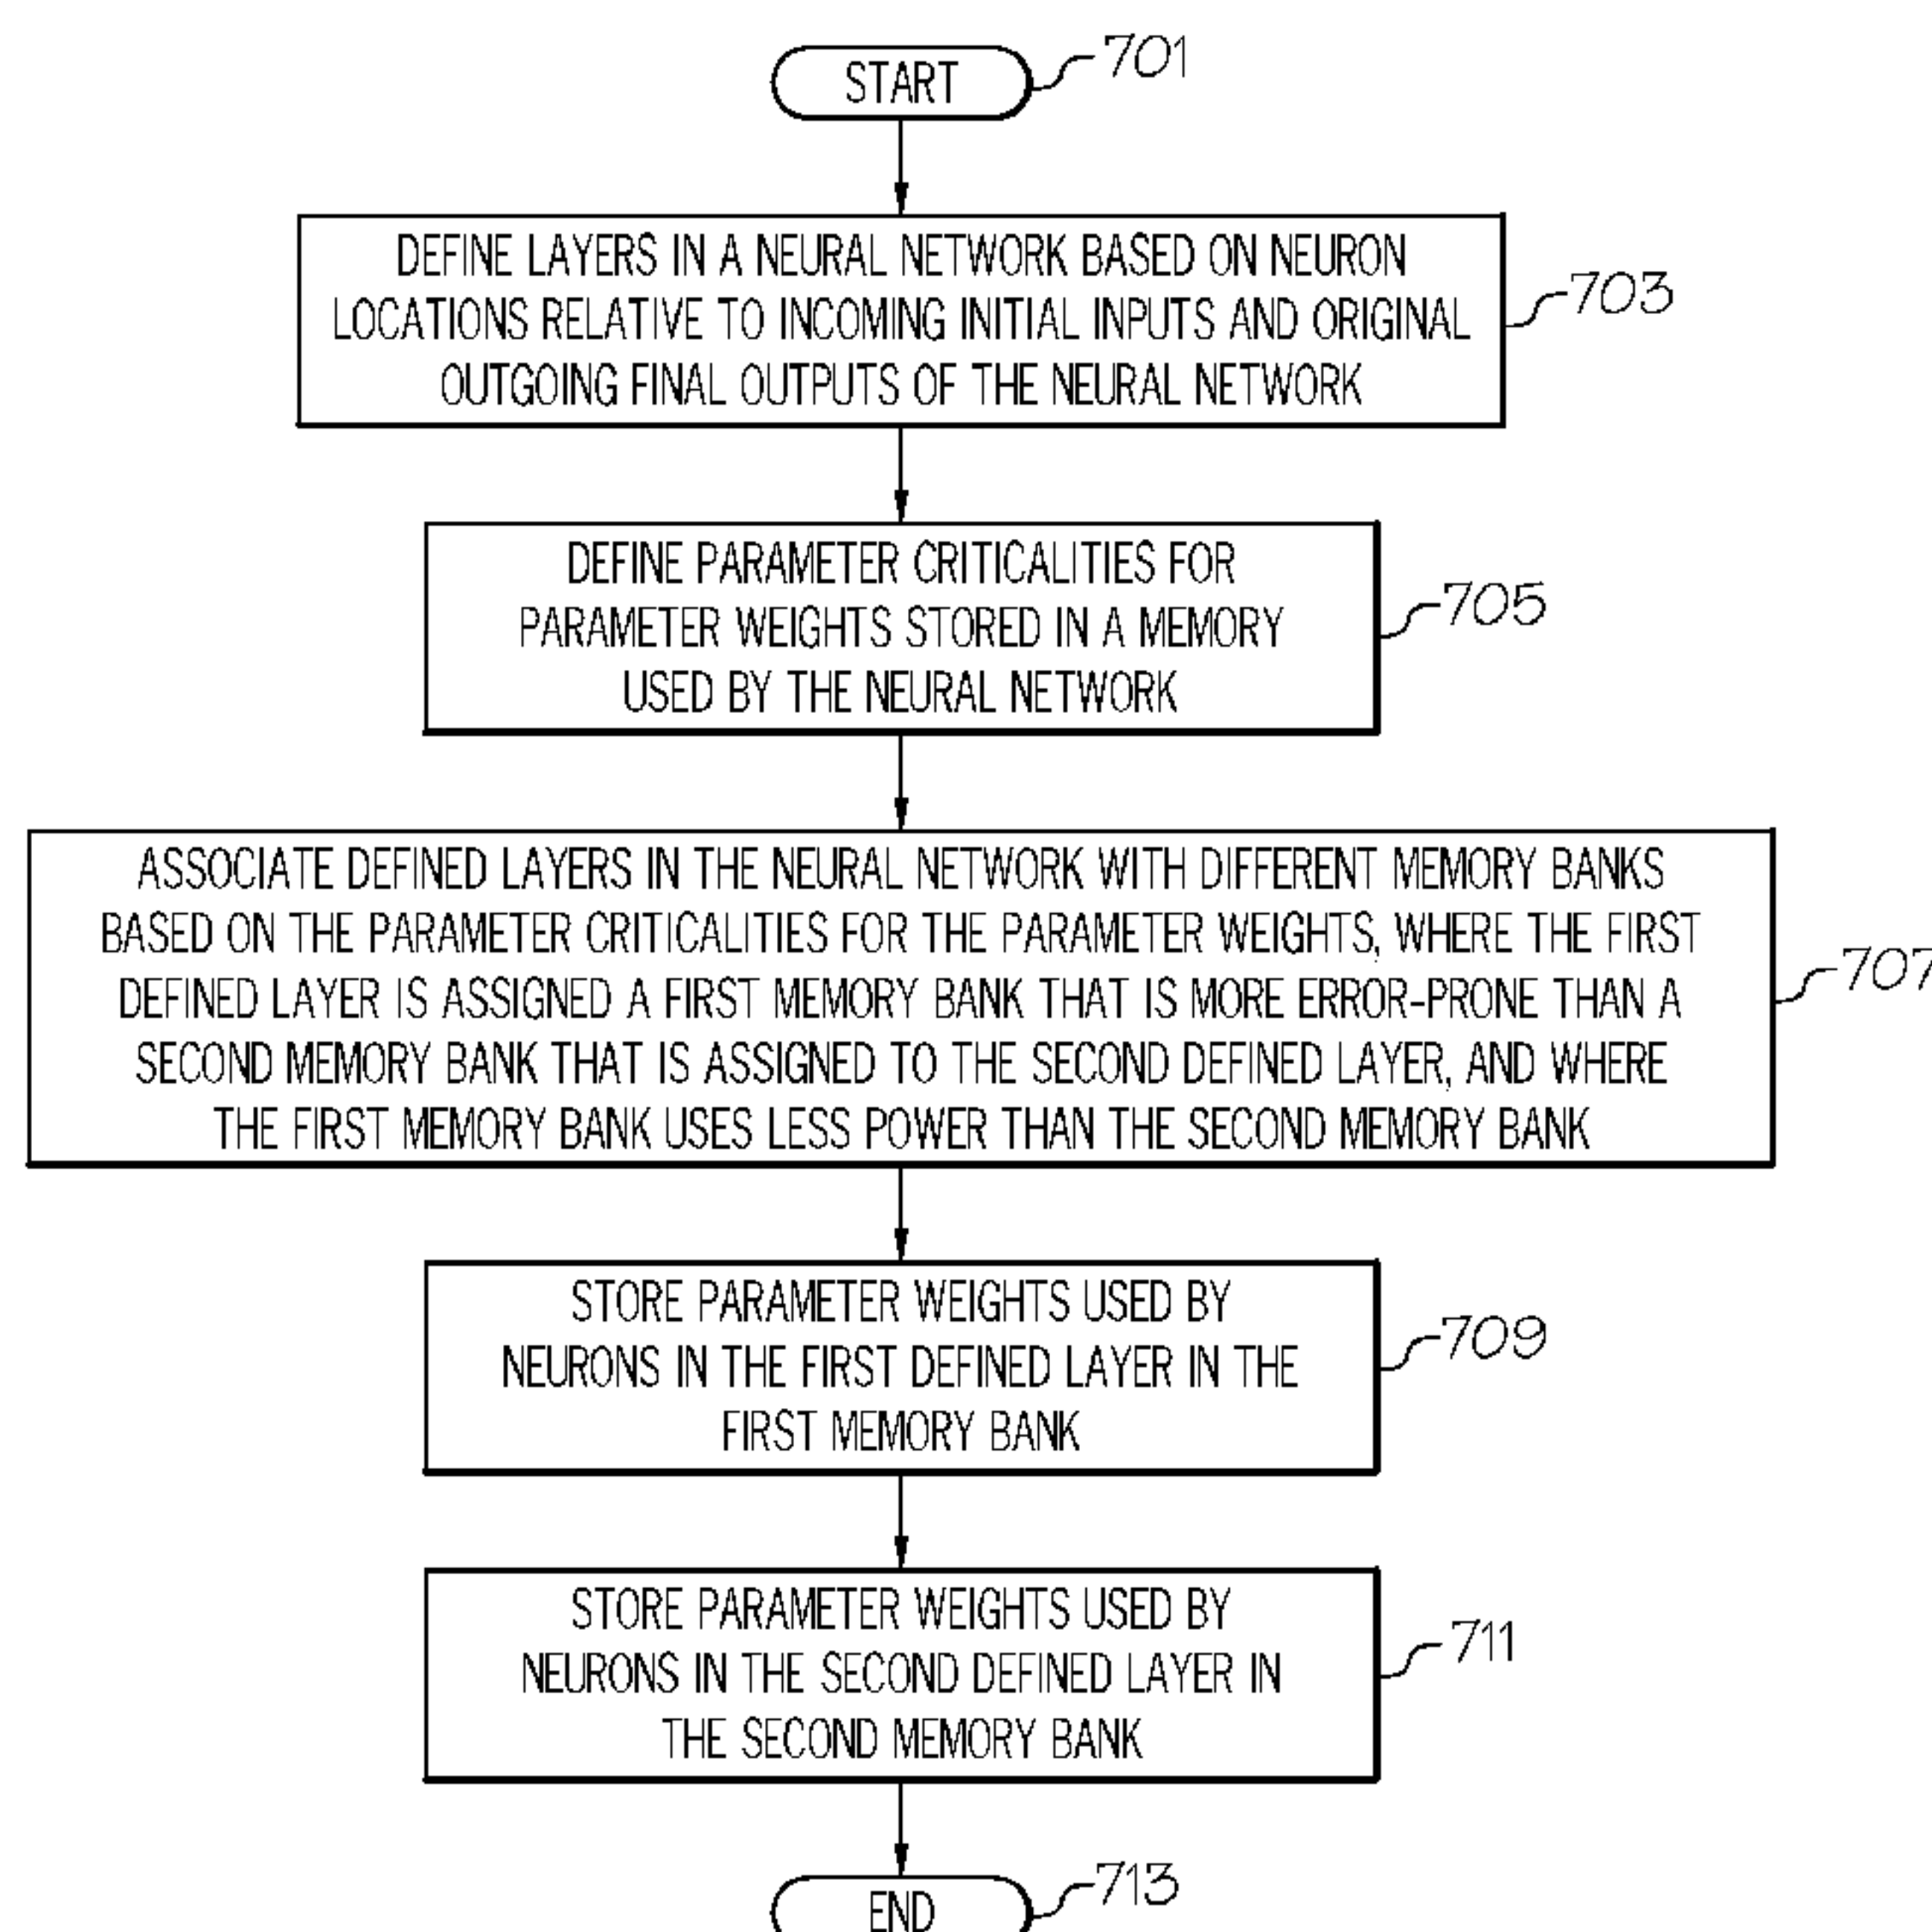 START
701
DEFINE LAYERS IN A NEURAL NETWORK BASED ON NEURON
LOCATIONS RELATIVE TO INCOMING INITIAL INPUTS AND ORIGINAL
OUTGOING FINAL OUTPUTS OF THE NEURAL NETWORK
703
DEFINE PARAMETER CRITICALITIES FOR
PARAMETER WEIGHTS STORED IN A MEMORY
USED BY THE NEURAL NETWORK
705
ASSOCIATE DEFINED LAYERS IN THE NEURAL NETWORK WITH DIFFERENT MEMORY BANKS
BASED ON THE PARAMETER CRITICALITIES FOR THE PARAMETER WEIGHTS, WHERE THE FIRST
DEFINED LAYER IS ASSIGNED A FIRST MEMORY BANK THAT IS MORE ERROR-PRONE THAN A
SECOND MEMORY BANK THAT IS ASSIGNED TO THE SECOND DEFINED LAYER, AND WHERE
THE FIRST MEMORY BANK USES LESS POWER THAN THE SECOND MEMORY BANK
707
STORE PARAMETER WEIGHTS USED BY
NEURONS IN THE FIRST DEFINED LAYER IN THE
FIRST MEMORY BANK
709
STORE PARAMETER WEIGHTS USED BY
NEURONS IN THE SECOND DEFINED LAYER IN
THE SECOND MEMORY BANK
711
END
713